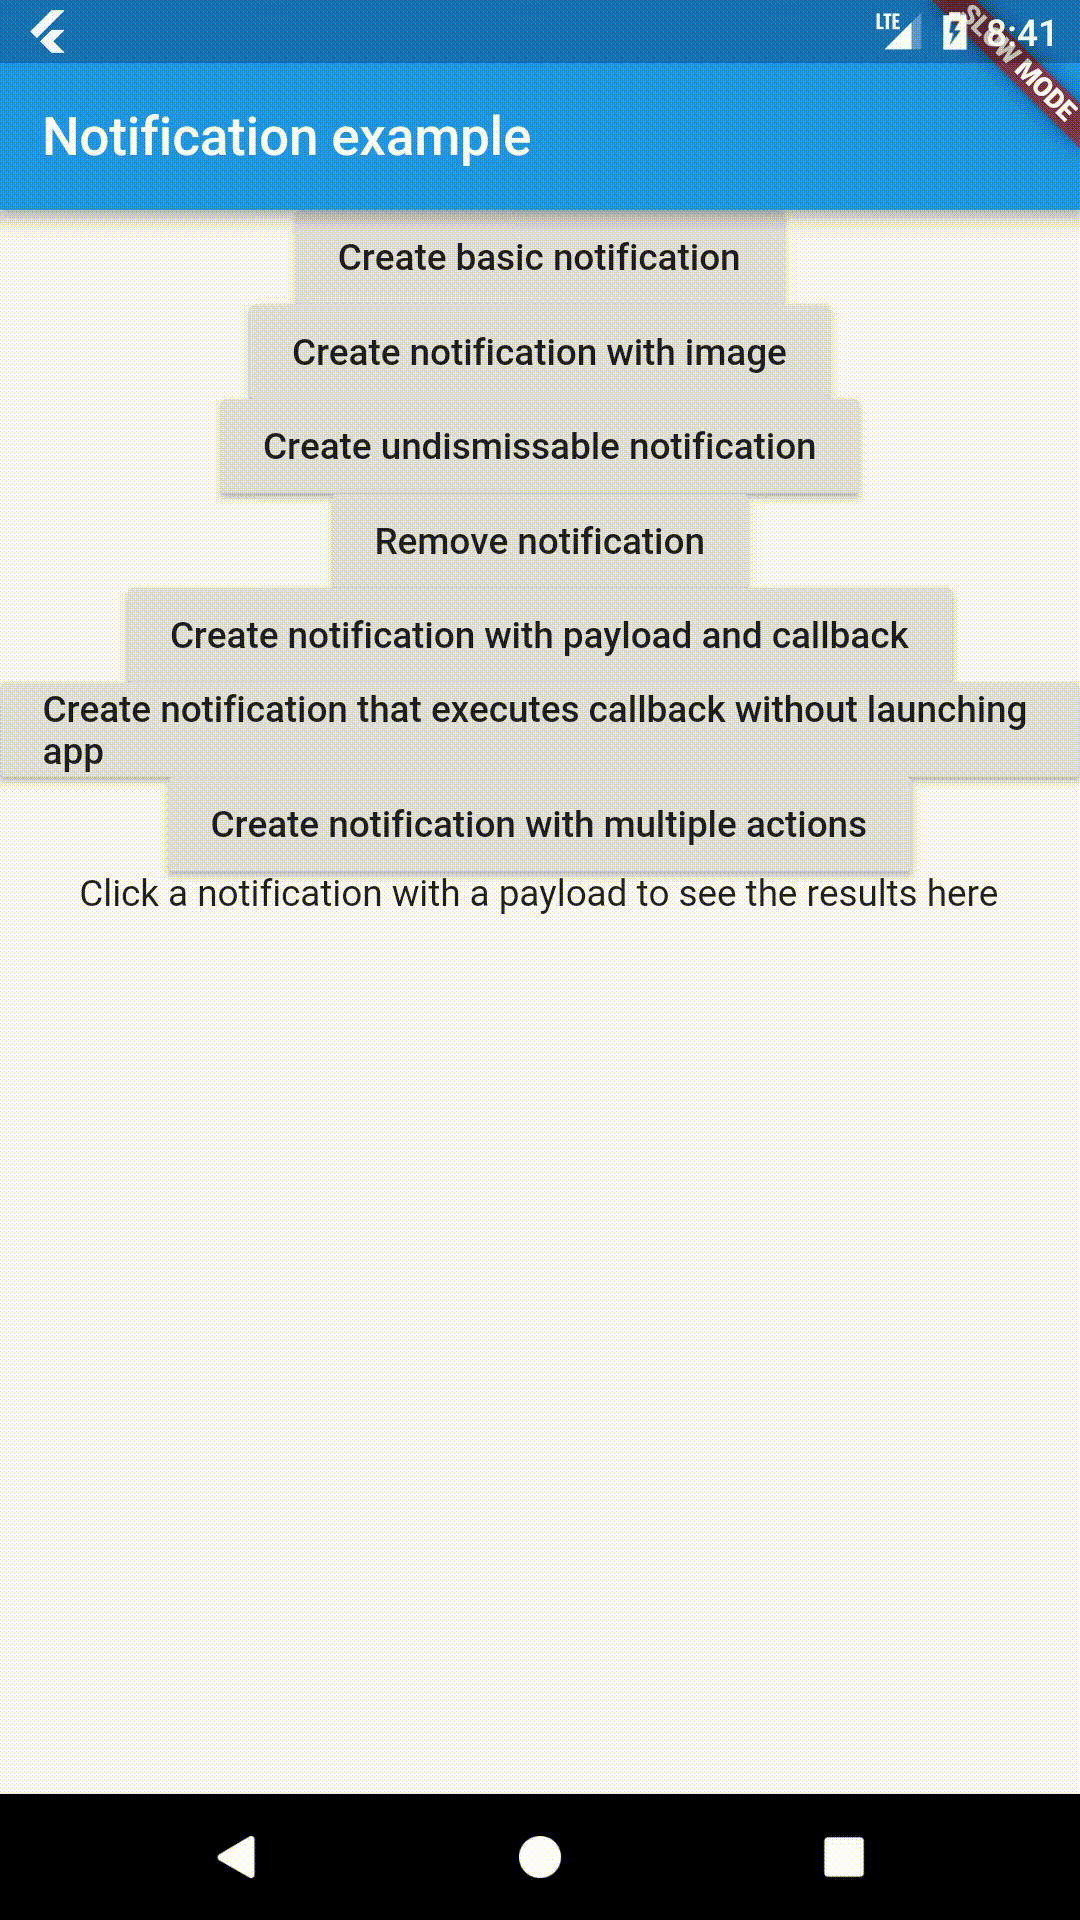 LTE 8:41
SLOW MODE
Notification example
Create basic notification
Create notification with image
Create undismissable notification
Remove notification
Create notification with payload and callback
Create notification that executes callback without launching
app
Create notification with multiple actions
Click a notification with a payload to see the results here